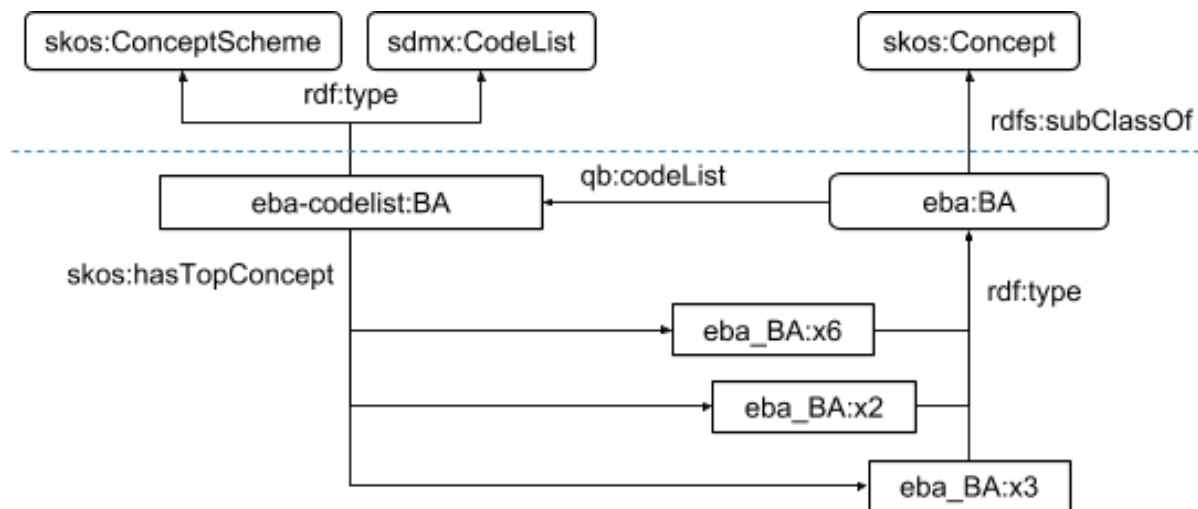 skos:ConceptScheme
sdmx:CodeList
skos:Concept
rdf:type
rdfs:subClassOf
qb:codeList
eba-codelist:BA
eba:BA
skos:hasTopConcept
rdf:type
eba_BA:x6
eba_BA:x2
eba_BA:x3